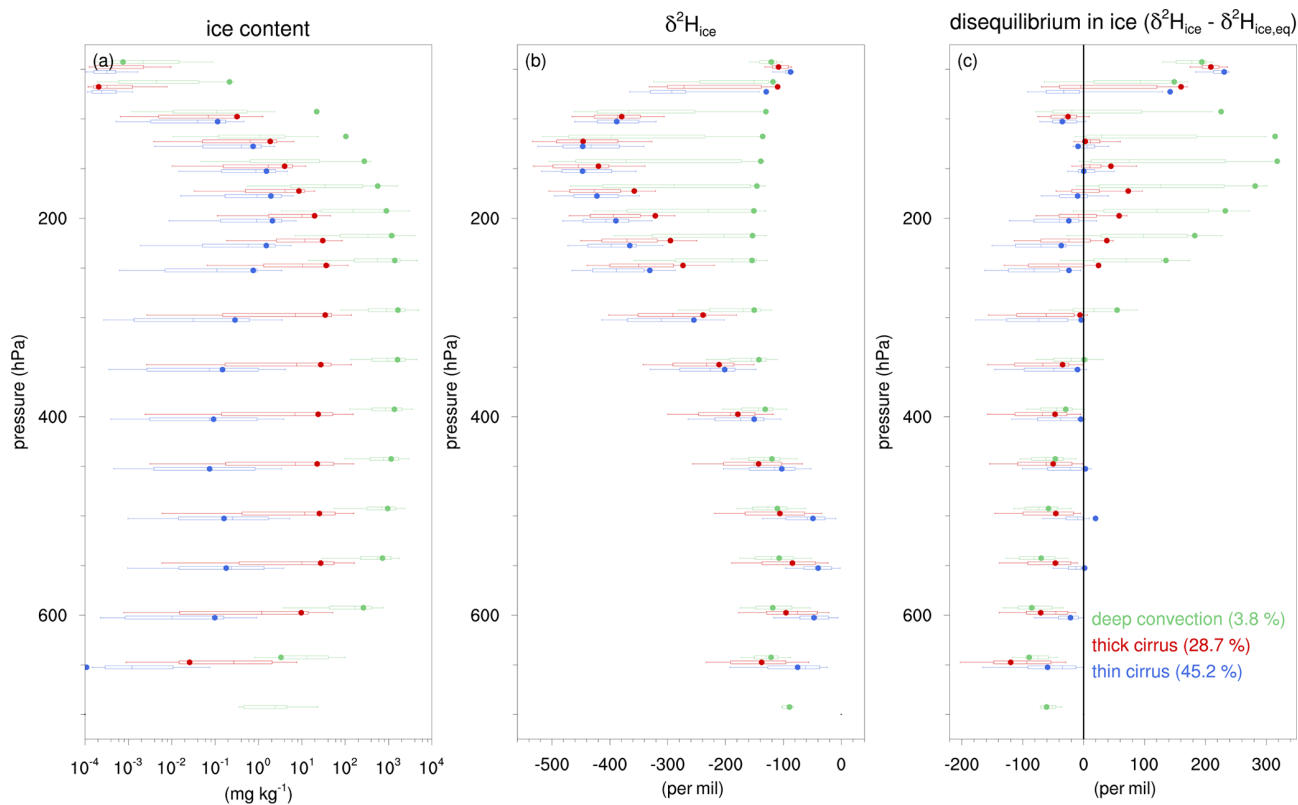 ice content
δ²H_ice
disequilibrium in ice (δ²H_ice - δ²H_ice,eq)
(a)
(b)
(c)
pressure (hPa)
200
400
600
10⁻⁴ 10⁻³ 10⁻² 10⁻¹ 10⁰ 10¹ 10² 10³ 10⁴
(mg kg⁻¹)
pressure (hPa)
200
400
600
-500 -400 -300 -200 -100 0
(per mil)
pressure (hPa)
200
400
600
deep convection (3.8 %)
thick cirrus (28.7 %)
thin cirrus (45.2 %)
-200 -100 0 100 200 300
(per mil)